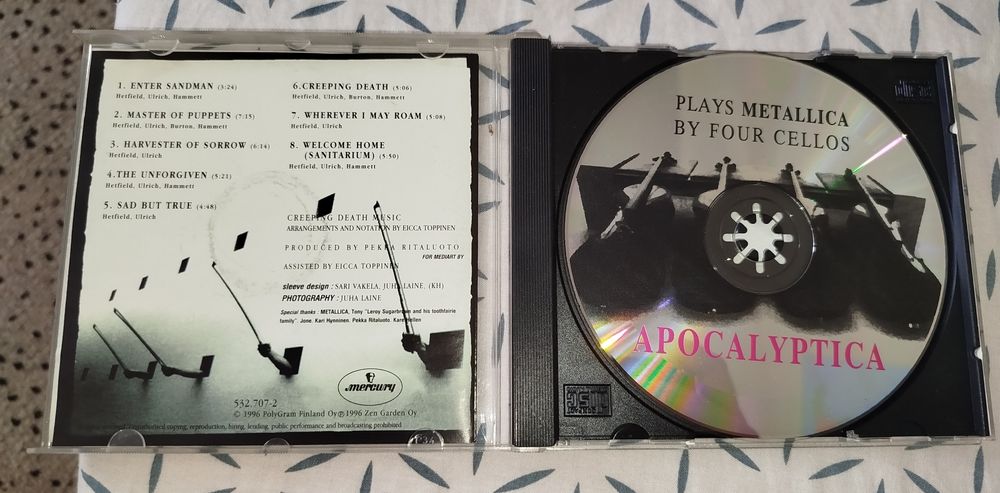 1. ENTER SANDMAN (3:24)
Hetfield, Ulrich, Hammett
2. MASTER OF PUPPETS (7:15)
Hetfield, Ulrich, Burton, Hammett
3. HARVESTER OF SORROW (6:14)
Hetfield, Ulrich
4.THE UNFORGIVEN (5:21)
Hetfield, Ulrich, Hammett
5. SAD BUT TRUE (4:48)
Hetfield, Ulrich
6.CREEPING DEATH (5:06)
Hetfield, Ulrich, Burton, Hammett
7. WHEREVER I MAY ROAM (5:08)
Hetfield, Ulrich
8. WELCOME HOME
(SANITARIUM) (5:50)
Hetfield, Ulrich, Hammett
CREEPING DEATH MUSIC
ARRANGEMENTS AND NOTATION BY EICCA TOPPINEN
PRODUCED BY PEKKA RITALUOTO
FOR MEDIART BY
ASSISTED BY EICCA TOPPINEN
sleeve design : SARI VAKELA, JUHA LAINE, (KH)
PHOTOGRAPHY : JUHA LAINE
Special thanks : METALLICA, Tony "Leroy Sugarbrown and his toothfairie
family". Jone. Kari Hynninen. Pekka Ritaluoto. Kare Hellen
mercury
532.707-2
© 1996 PolyGram Finland Oy ℗ 1996 Zen Garden Oy
copying, reproduction, hiring, lending, public performance and broadcasting prohibited
PLAYS METALLICA
BY FOUR CELLOS
APOCALYPTICA
disc